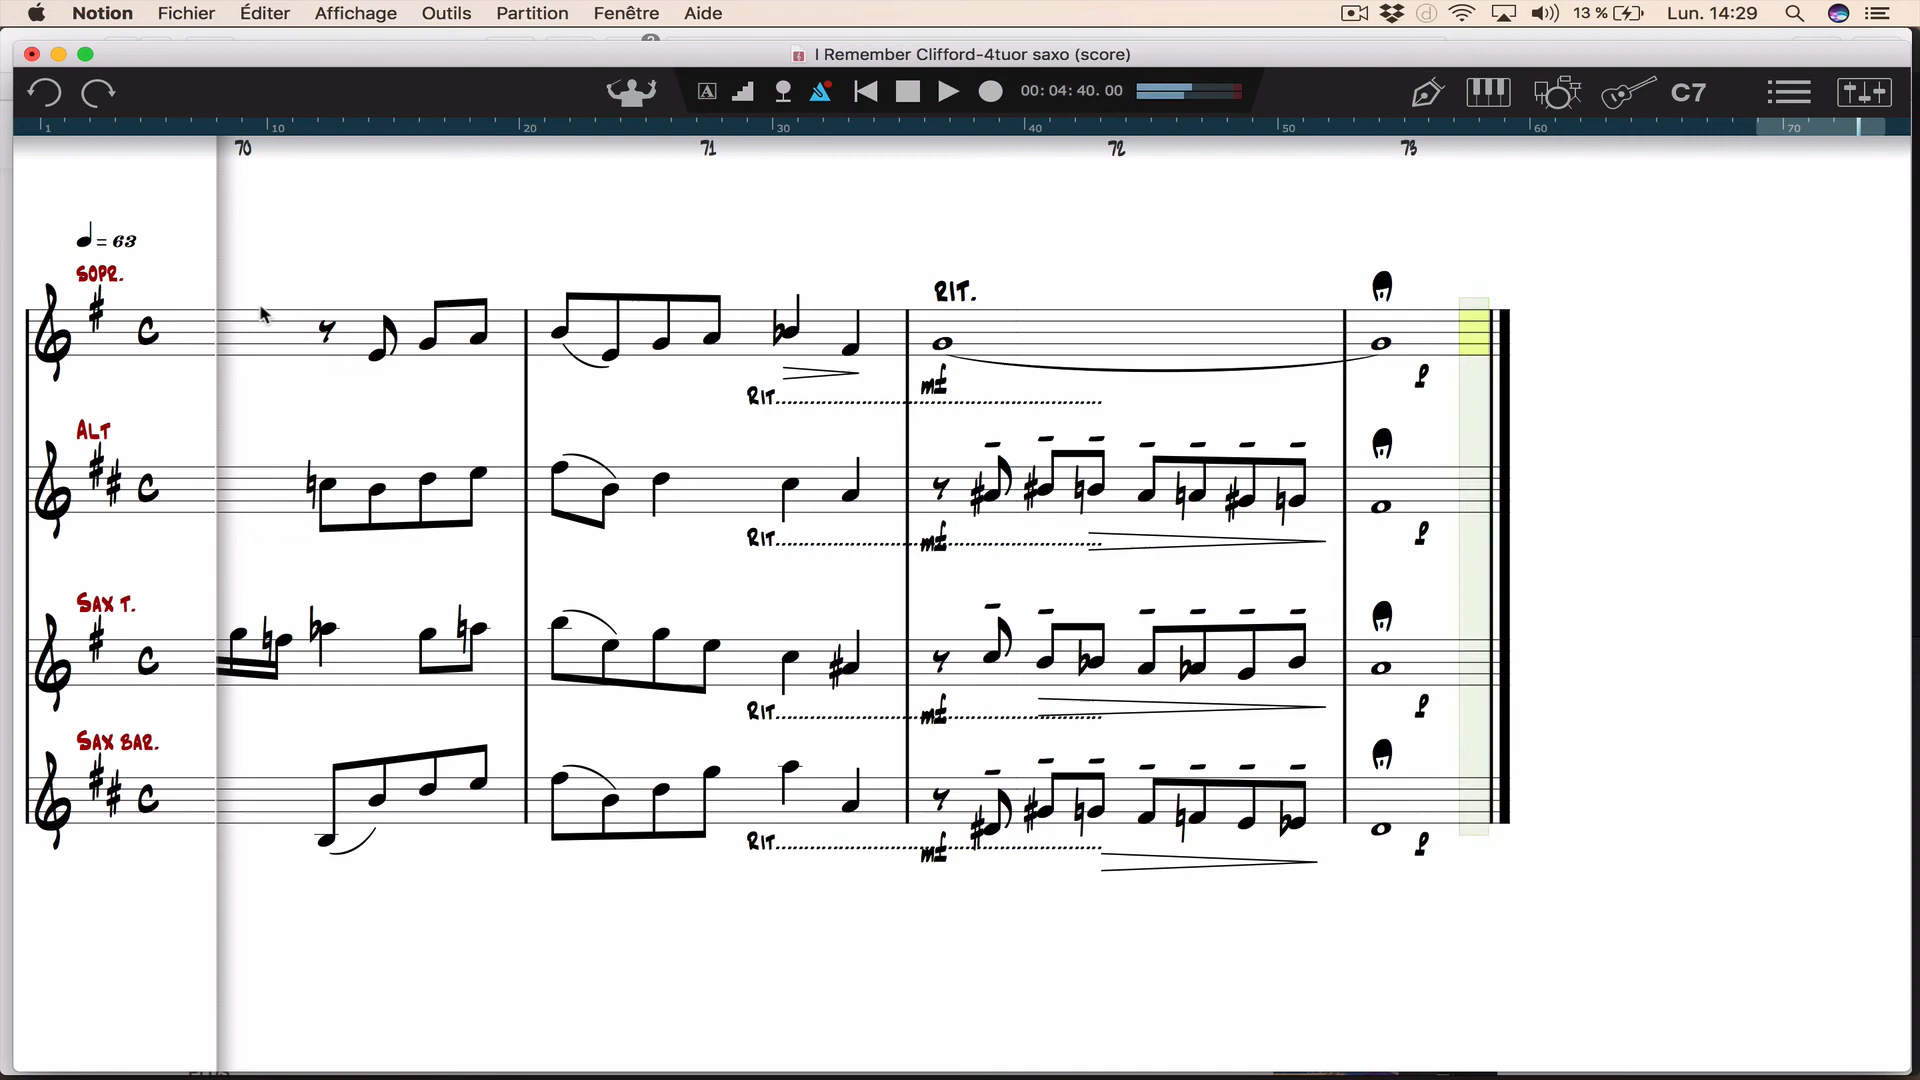 Notion Fichier Éditer Affichage Outils Partition Fenêtre Aide 13 % Lun. 14:29
I Remember Clifford-4tuor saxo (score)
A 00: 04: 40. 00 C7
1 10 20 30 40 50 60 70
70 71 72 73
= 63
SOPR.
RIT.
mf p
RIT
ALT
RIT
mf p
SAX T.
RIT
mf p
SAX BAR.
RIT
mf p